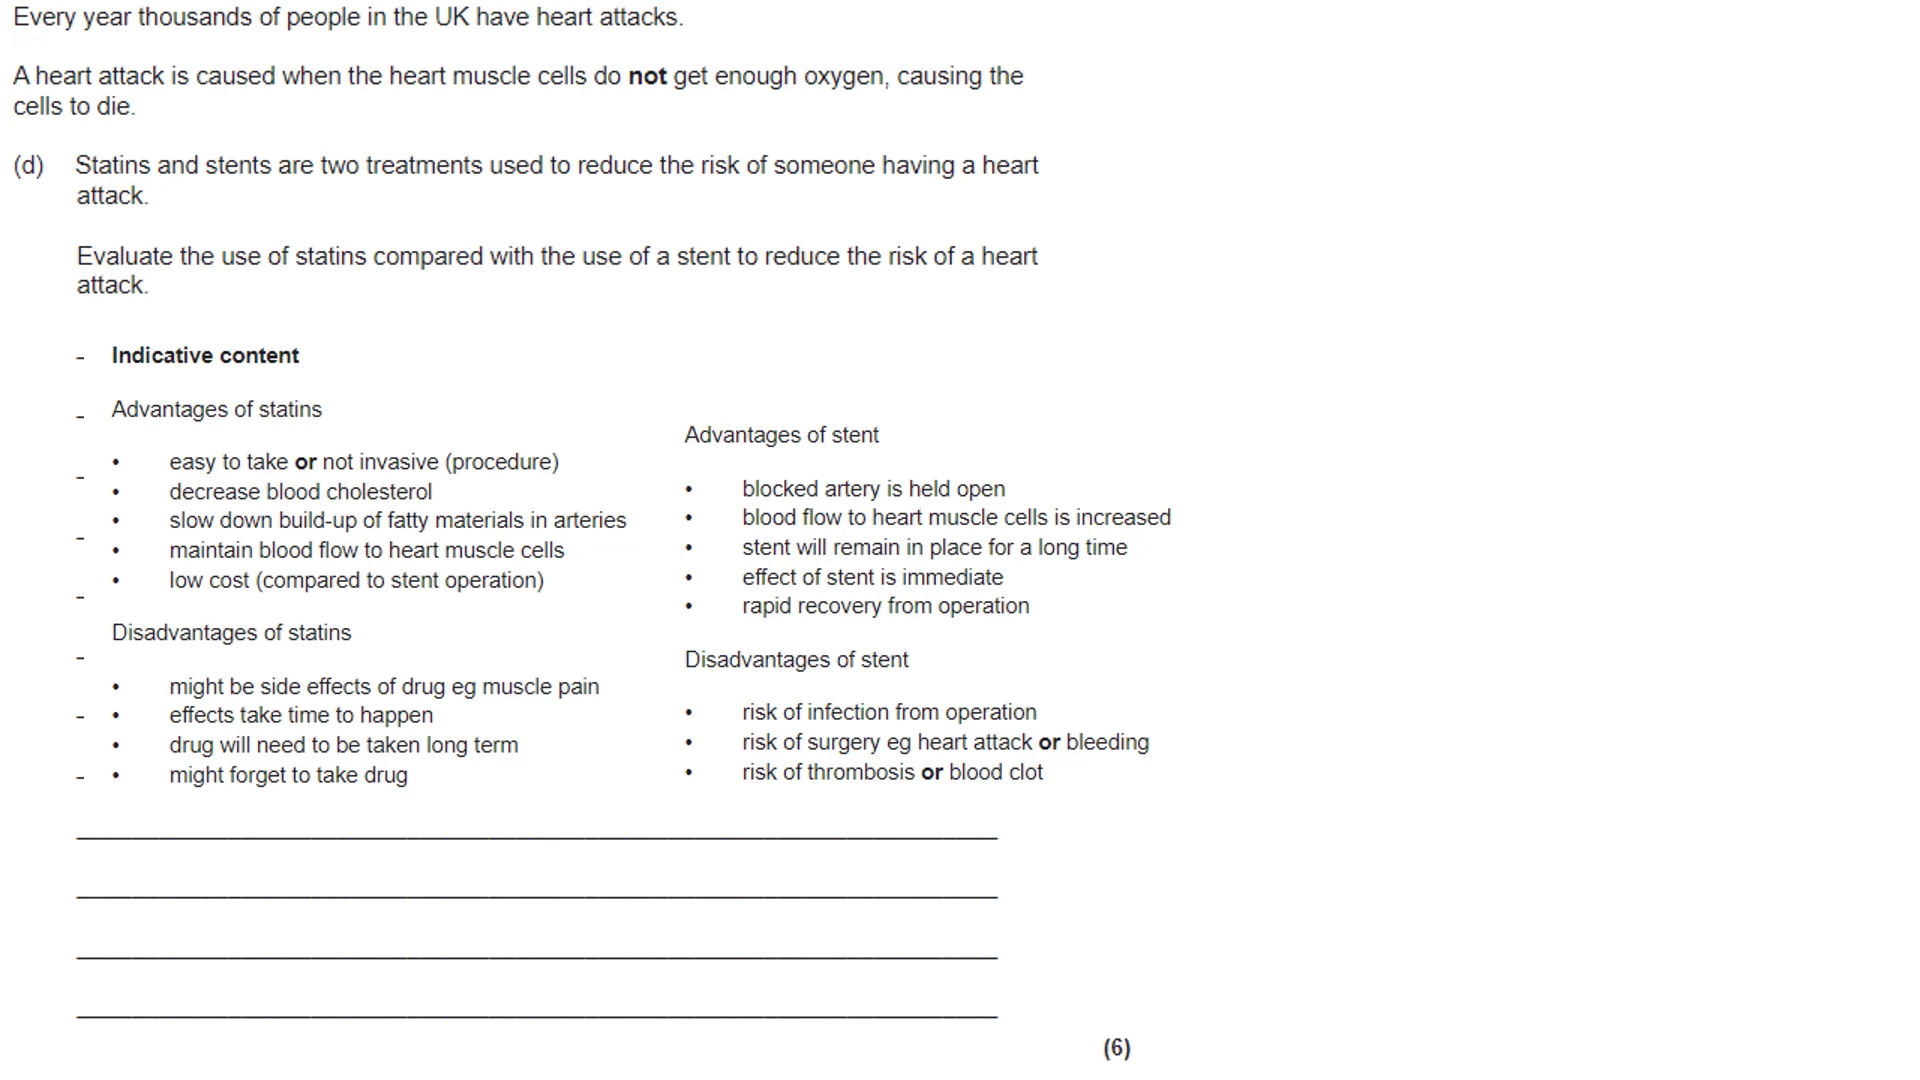 Every year thousands of people in the UK have heart attacks.
A heart attack is caused when the heart muscle cells do not get enough oxygen, causing the
cells to die.
(d) Statins and stents are two treatments used to reduce the risk of someone having a heart
attack.
Evaluate the use of statins compared with the use of a stent to reduce the risk of a heart
attack.
Indicative content
Advantages of statins
• easy to take or not invasive (procedure)
• decrease blood cholesterol
• slow down build-up of fatty materials in arteries
• maintain blood flow to heart muscle cells
• low cost (compared to stent operation)
Disadvantages of statins
• might be side effects of drug eg muscle pain
• effects take time to happen
• drug will need to be taken long term
• might forget to take drug
Advantages of stent
• blocked artery is held open
• blood flow to heart muscle cells is increased
• stent will remain in place for a long time
• effect of stent is immediate
• rapid recovery from operation
Disadvantages of stent
• risk of infection from operation
• risk of surgery eg heart attack or bleeding
• risk of thrombosis or blood clot
(6)